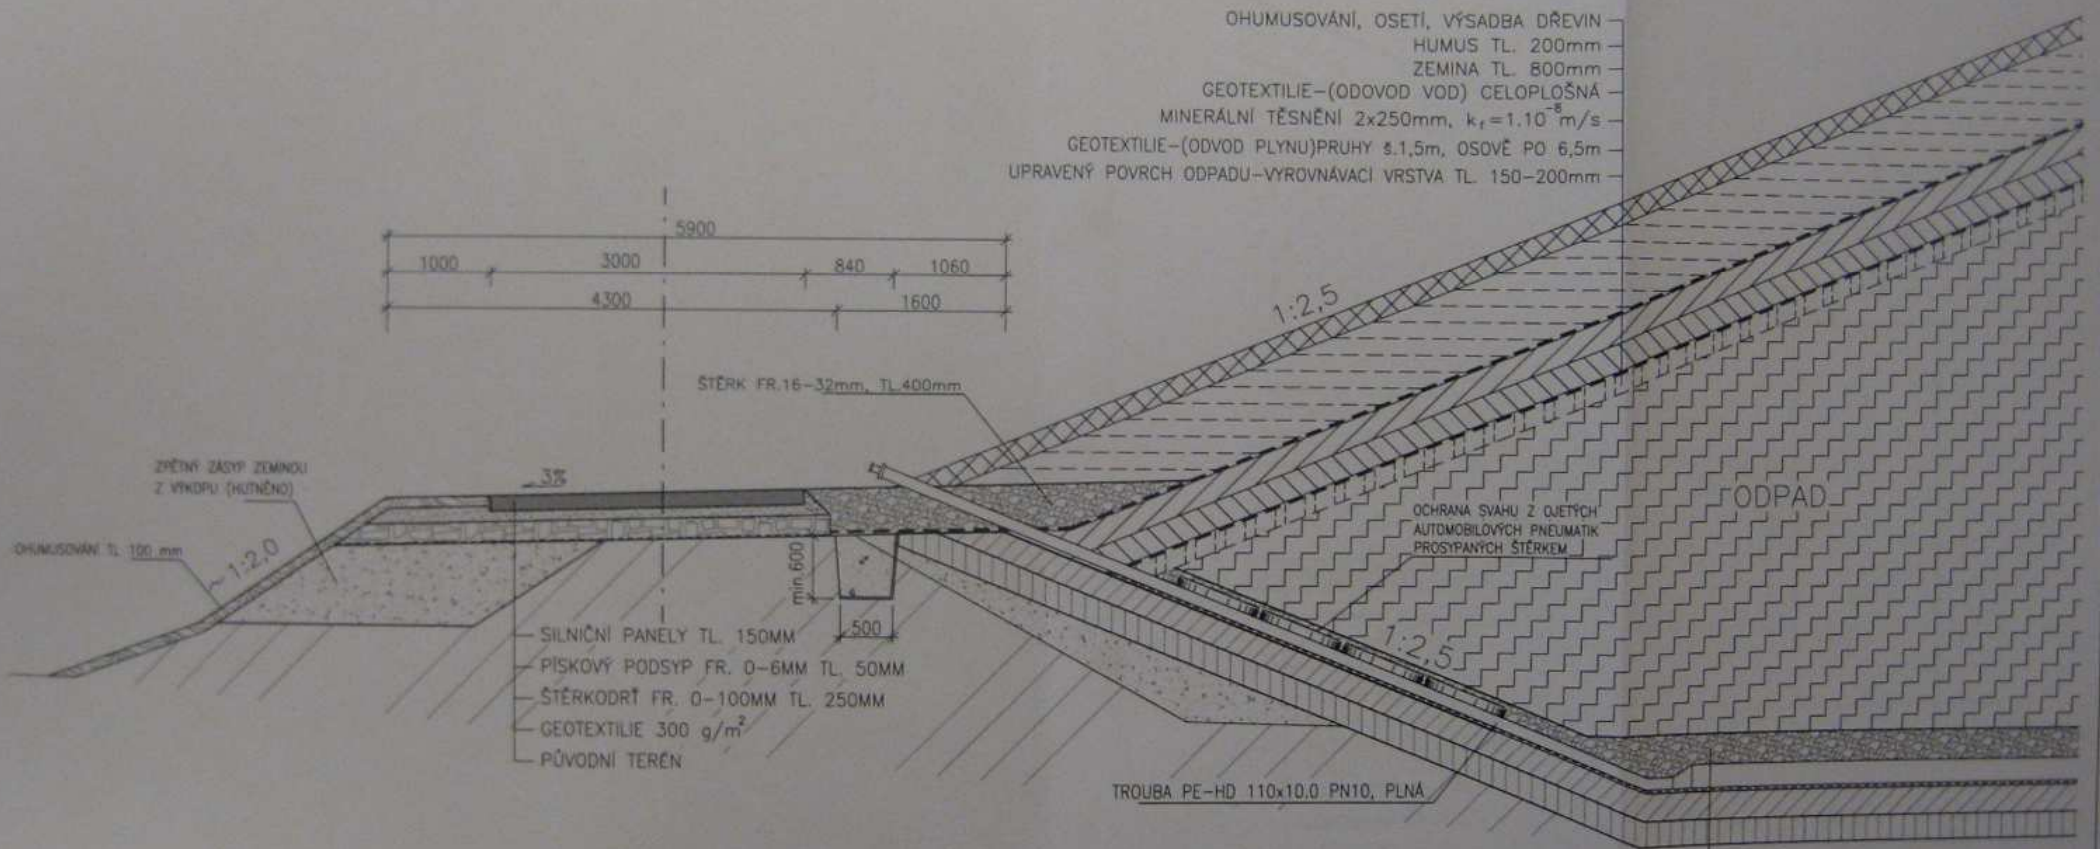 OHUMUSOVÁNÍ, OSETÍ, VÝSADBA DŘEVIN
HUMUS TL. 200mm
ZEMINA TL. 800mm
GEOTEXTILIE-(ODOVOD VOD) CELOPLOŠNÁ
MINERÁLNÍ TĚSNĚNÍ 2x250mm, kf=1.10⁻⁸m/s
GEOTEXTILIE-(ODVOD PLYNU)PRUHY š.1,5m, OSOVĚ PO 6,5m
UPRAVENÝ POVRCH ODPADU-VYROVNÁVACÍ VRSTVA TL. 150-200mm
5900
1000 3000 840 1060
4300 1600
1:2,5
ŠTĚRK FR.16-32mm, TL.400mm
ZPĚTNÝ ZÁSYP ZEMINOU
Z VÝKOPU (HUTNĚNO)
3%
OHUMUSOVÁNÍ TL. 100 mm
~ 1:2,0
ODPAD
OCHRANA SVAHU Z OJETÝCH
AUTOMOBILOVÝCH PNEUMATIK
PROSYPANÝCH ŠTĚRKEM
min.600
500
1:2,5
SILNIČNÍ PANELY TL. 150MM
PÍSKOVÝ PODSYP FR. 0-6MM TL. 50MM
ŠTĚRKODRŤ FR. 0-100MM TL. 250MM
GEOTEXTILIE 300 g/m²
PŮVODNÍ TERÉN
TROUBA PE-HD 110x10,0 PN10, PLNÁ